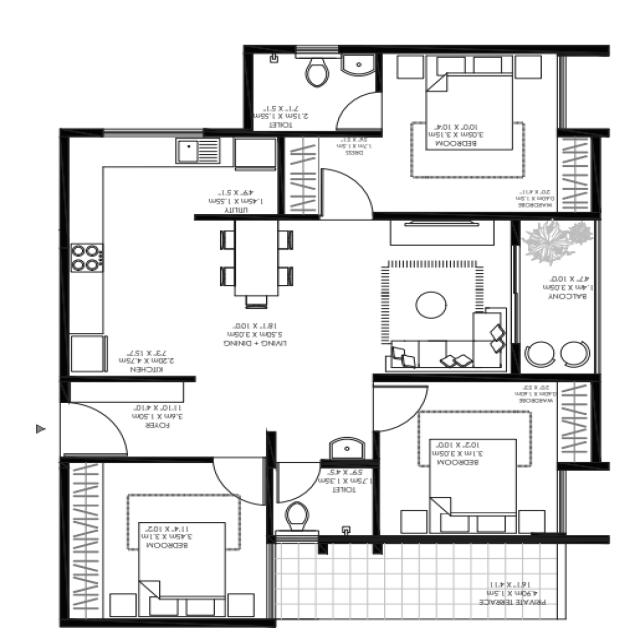 TOILET
2.15m X 1.55m
7'1" X 5'1"
DRESS
1.7m X 1.5m
BEDROOM
3.05m X 3.15m
10'0" X 10'4"
WARDROBE
0.60m X 1.5m
2'0" X 4'11"
UTILITY
1.45m X 1.55m
4'9" X 5'1"
BALCONY
1.4m X 3.05m
4'7" X 10'0"
LIVING + DINING
5.50m X 3.05m
18'1" X 10'0"
KITCHEN
2.20m X 4.75m
7'3" X 15'7"
FOYER
3.6m X 1.50m
11'10" X 4'10"
WARDROBE
0.60m X 1.60m
2'0" X 5'3"
BEDROOM
3.1m X 3.05m
10'2" X 10'0"
TOILET
1.75m X 1.35m
5'9" X 4'5"
BEDROOM
3.45m X 3.1m
11'4" X 10'2"
PRIVATE TERRACE
4.90m X 1.5m
16'1" X 4'11